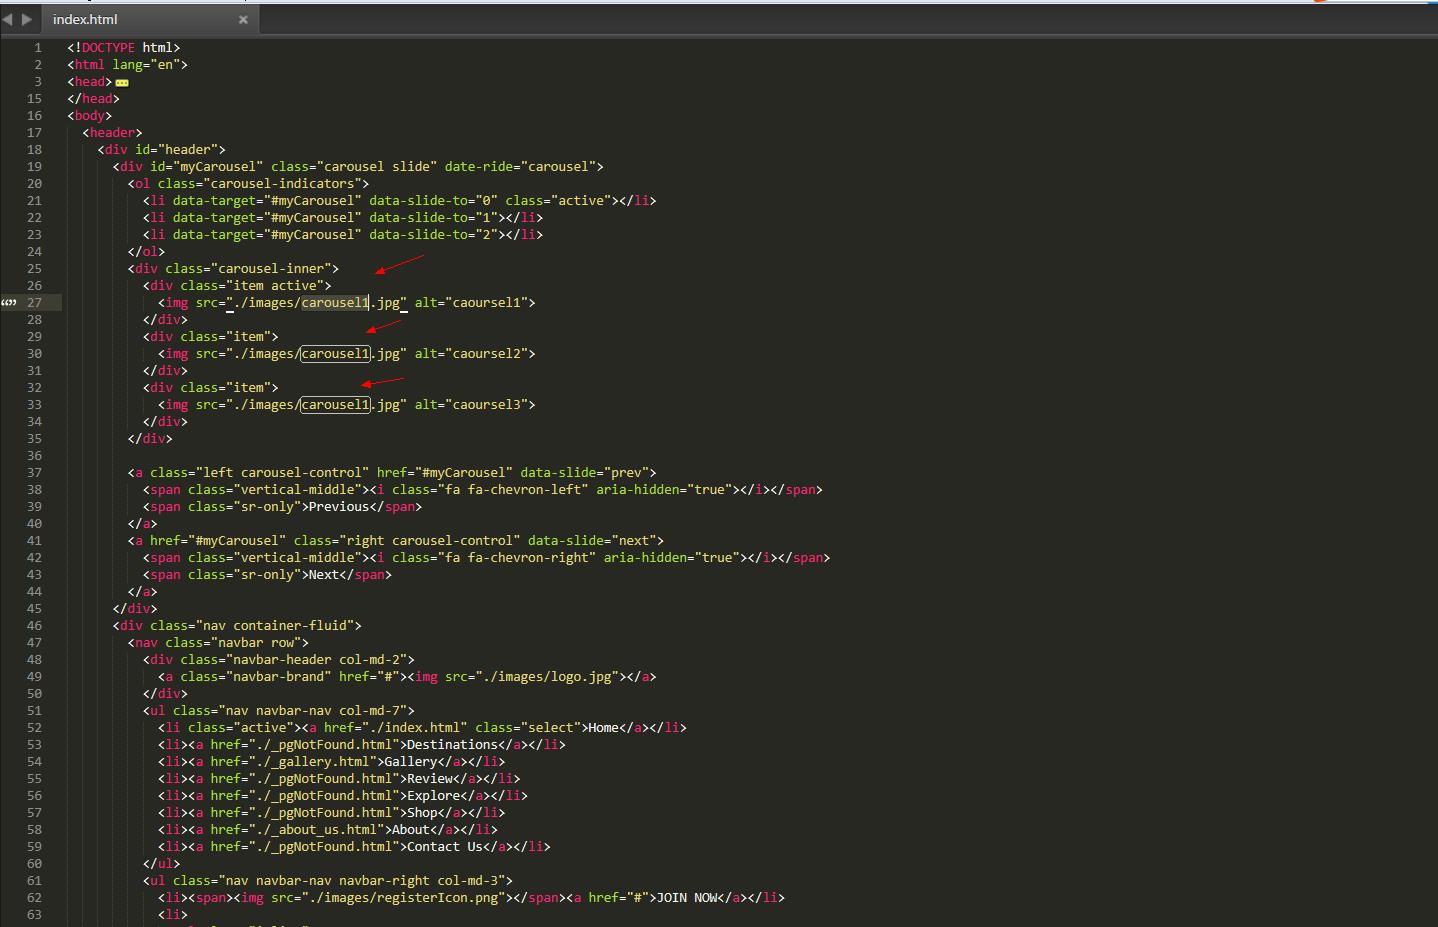 index.html ×
1 <!DOCTYPE html>
2 <html lang="en">
3 <head>
15 </head>
16 <body>
17 <header>
18 <div id="header">
19 <div id="myCarousel" class="carousel slide" date-ride="carousel">
20 <ol class="carousel-indicators">
21 <li data-target="#myCarousel" data-slide-to="0" class="active"></li>
22 <li data-target="#myCarousel" data-slide-to="1"></li>
23 <li data-target="#myCarousel" data-slide-to="2"></li>
24 </ol>
25 <div class="carousel-inner">
26 <div class="item active">
27 <img src="./images/carousel1.jpg" alt="caoursel1">
28 </div>
29 <div class="item">
30 <img src="./images/carousel1.jpg" alt="caoursel2">
31 </div>
32 <div class="item">
33 <img src="./images/carousel1.jpg" alt="caoursel3">
34 </div>
35 </div>
36
37 <a class="left carousel-control" href="#myCarousel" data-slide="prev">
38 <span class="vertical-middle"><i class="fa fa-chevron-left" aria-hidden="true"></i></span>
39 <span class="sr-only">Previous</span>
40 </a>
41 <a href="#myCarousel" class="right carousel-control" data-slide="next">
42 <span class="vertical-middle"><i class="fa fa-chevron-right" aria-hidden="true"></i></span>
43 <span class="sr-only">Next</span>
44 </a>
45 </div>
46 <div class="nav container-fluid">
47 <nav class="navbar row">
48 <div class="navbar-header col-md-2">
49 <a class="navbar-brand" href="#"><img src="./images/logo.jpg"></a>
50 </div>
51 <ul class="nav navbar-nav col-md-7">
52 <li class="active"><a href="./index.html" class="select">Home</a></li>
53 <li><a href="./_pgNotFound.html">Destinations</a></li>
54 <li><a href="./_gallery.html">Gallery</a></li>
55 <li><a href="./_pgNotFound.html">Review</a></li>
56 <li><a href="./_pgNotFound.html">Explore</a></li>
57 <li><a href="./_pgNotFound.html">Shop</a></li>
58 <li><a href="./_about_us.html">About</a></li>
59 <li><a href="./_pgNotFound.html">Contact Us</a></li>
60 </ul>
61 <ul class="nav navbar-nav navbar-right col-md-3">
62 <li><span><img src="./images/registerIcon.png"></span><a href="#">JOIN NOW</a></li>
63 <li>